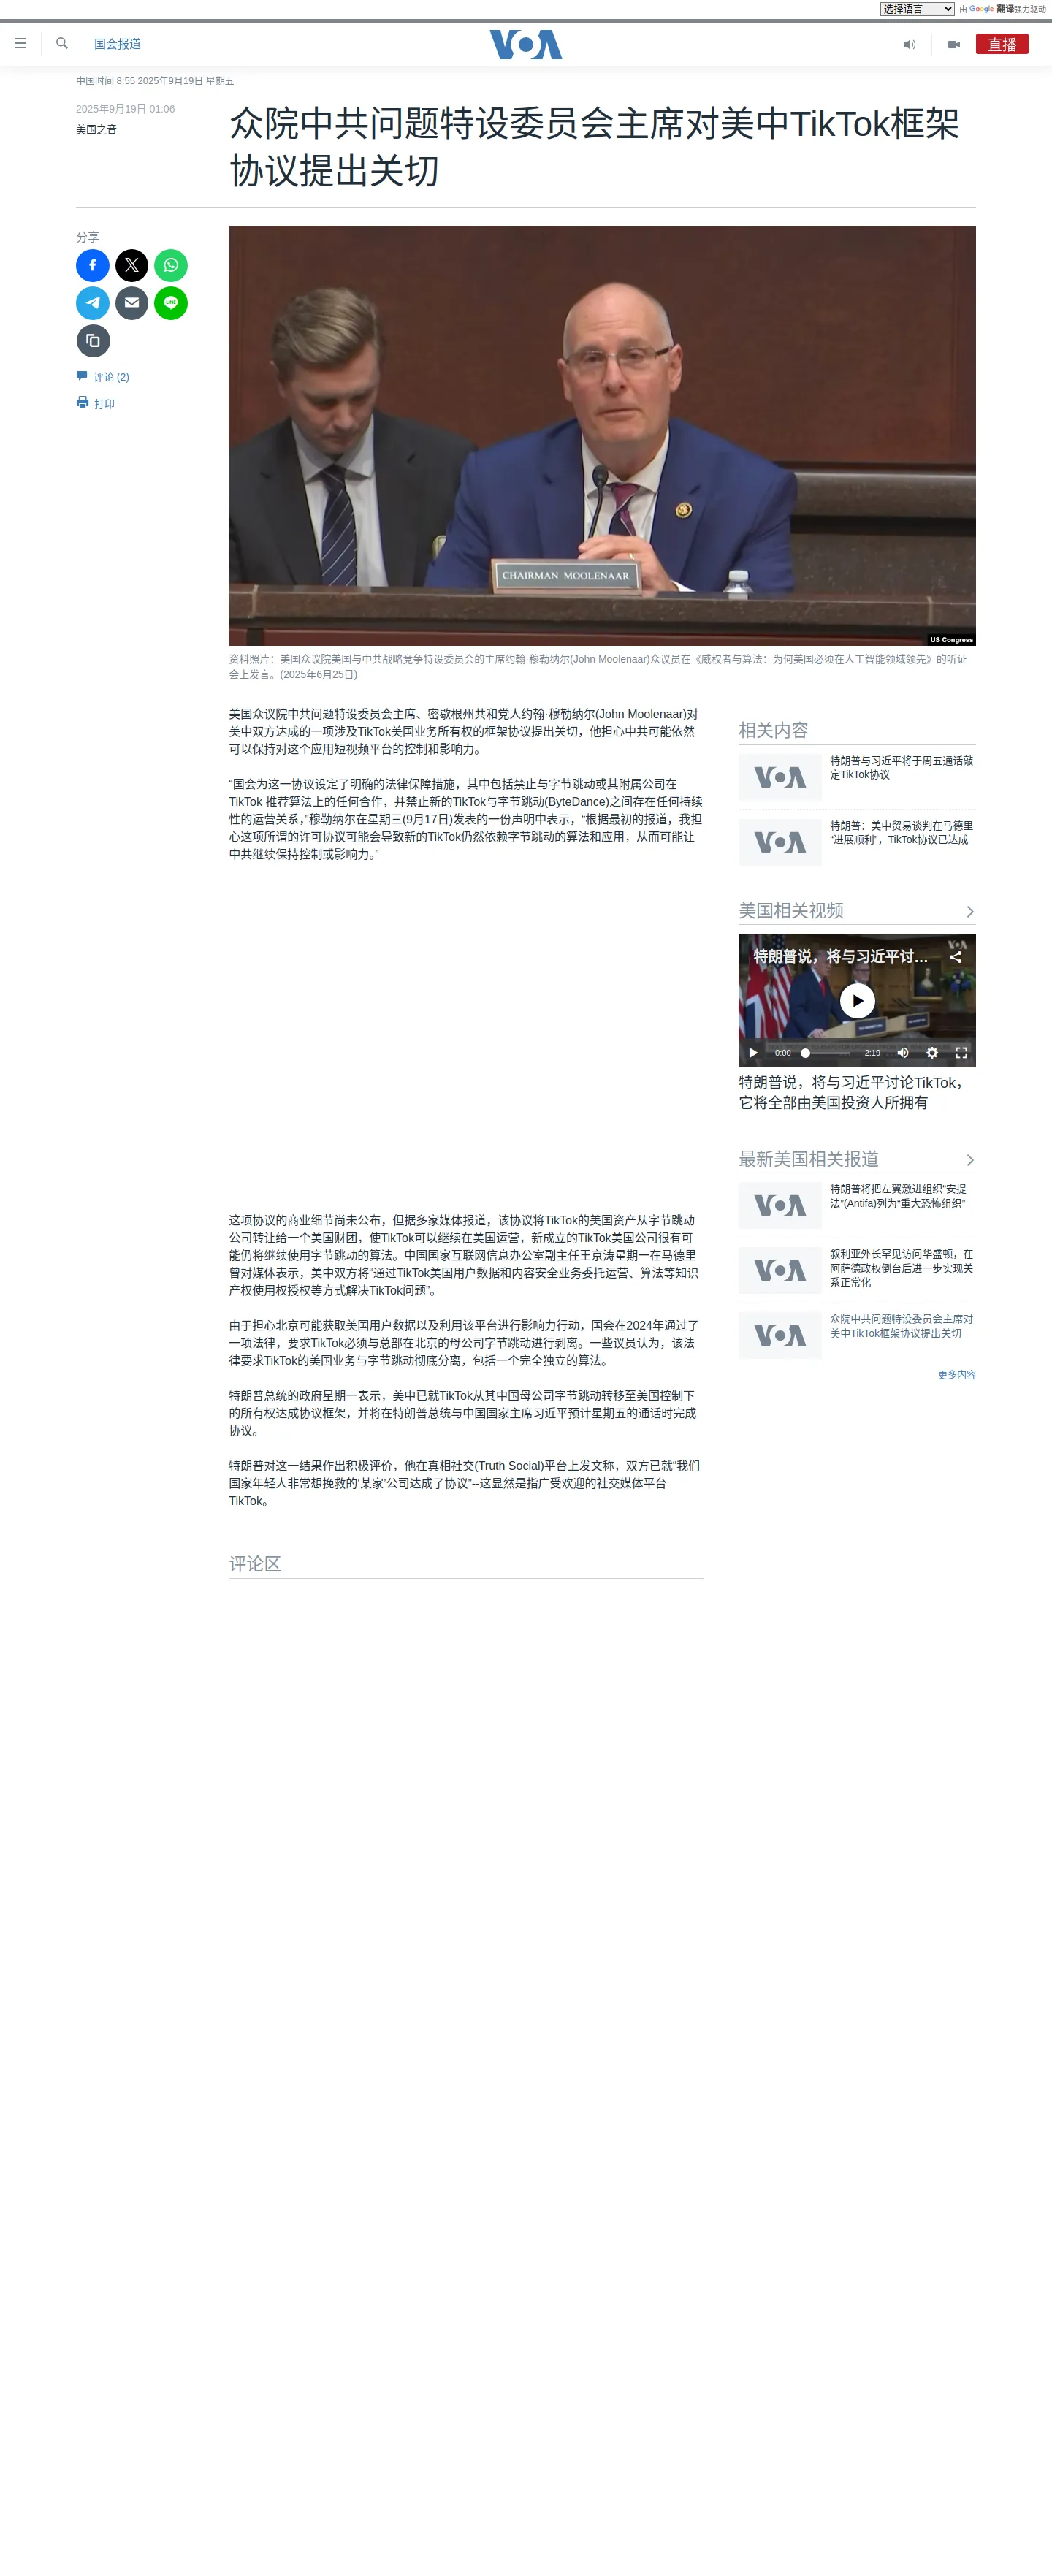 选择语言 由 Google 翻译强力驱动
国会报道
VOA
直播
中国时间 8:55 2025年9月19日 星期五
2025年9月19日 01:06
美国之音
众院中共问题特设委员会主席对美中TikTok框架
协议提出关切
分享
LINE
评论 (2)
打印
CHAIRMAN MOOLENAAR
US Congress
资料照片：美国众议院美国与中共战略竞争特设委员会的主席约翰·穆勒纳尔(John Moolenaar)众议员在《威权者与算法：为何美国必须在人工智能领域领先》的听证
会上发言。(2025年6月25日)
美国众议院中共问题特设委员会主席、密歇根州共和党人约翰·穆勒纳尔(John Moolenaar)对
美中双方达成的一项涉及TikTok美国业务所有权的框架协议提出关切，他担心中共可能依然
可以保持对这个应用短视频平台的控制和影响力。
“国会为这一协议设定了明确的法律保障措施，其中包括禁止与字节跳动或其附属公司在
TikTok 推荐算法上的任何合作，并禁止新的TikTok与字节跳动(ByteDance)之间存在任何持续
性的运营关系，”穆勒纳尔在星期三(9月17日)发表的一份声明中表示，“根据最初的报道，我担
心这项所谓的许可协议可能会导致新的TikTok仍然依赖字节跳动的算法和应用，从而可能让
中共继续保持控制或影响力。”
这项协议的商业细节尚未公布，但据多家媒体报道，该协议将TikTok的美国资产从字节跳动
公司转让给一个美国财团，使TikTok可以继续在美国运营，新成立的TikTok美国公司很有可
能仍将继续使用字节跳动的算法。中国国家互联网信息办公室副主任王京涛星期一在马德里
曾对媒体表示，美中双方将“通过TikTok美国用户数据和内容安全业务委托运营、算法等知识
产权使用权授权等方式解决TikTok问题”。
由于担心北京可能获取美国用户数据以及利用该平台进行影响力行动，国会在2024年通过了
一项法律，要求TikTok必须与总部在北京的母公司字节跳动进行剥离。一些议员认为，该法
律要求TikTok的美国业务与字节跳动彻底分离，包括一个完全独立的算法。
特朗普总统的政府星期一表示，美中已就TikTok从其中国母公司字节跳动转移至美国控制下
的所有权达成协议框架，并将在特朗普总统与中国国家主席习近平预计星期五的通话时完成
协议。
特朗普对这一结果作出积极评价，他在真相社交(Truth Social)平台上发文称，双方已就“我们
国家年轻人非常想挽救的‘某家’公司达成了协议”--这显然是指广受欢迎的社交媒体平台
TikTok。
评论区
相关内容
VOA
特朗普与习近平将于周五通话敲
定TikTok协议
VOA
特朗普：美中贸易谈判在马德里
“进展顺利”，TikTok协议已达成
美国相关视频
VOA
特朗普说，将与习近平讨…
0:00
2:19
特朗普说，将与习近平讨论TikTok，
它将全部由美国投资人所拥有
最新美国相关报道
VOA
特朗普将把左翼激进组织“安提
法”(Antifa)列为“重大恐怖组织”
VOA
叙利亚外长罕见访问华盛顿，在
阿萨德政权倒台后进一步实现关
系正常化
VOA
众院中共问题特设委员会主席对
美中TikTok框架协议提出关切
更多内容